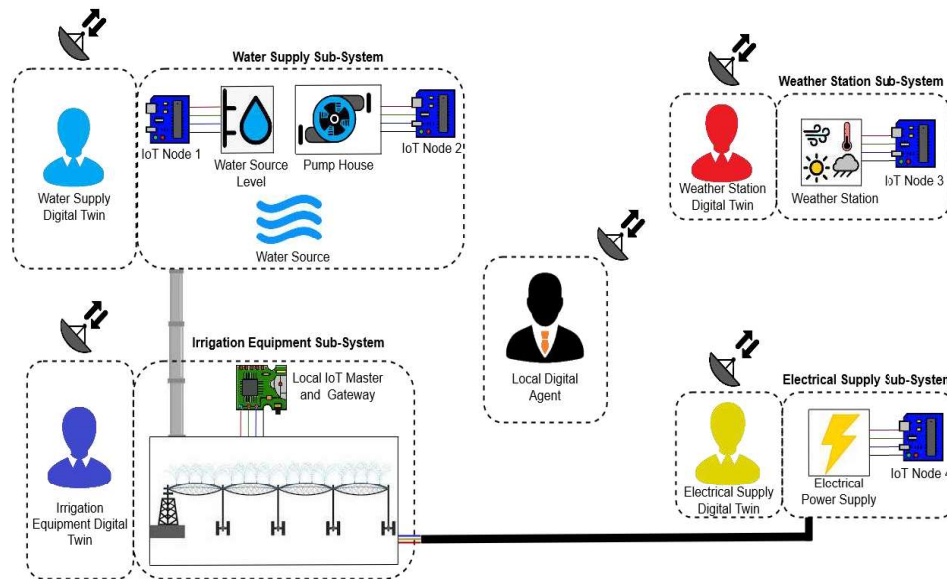 Water Supply Sub-System
IoT Node 1
Water Source
Level
Pump House
IoT Node 2
Water Supply
Digital Twin
Water Source
Weather Station Sub-System
Weather Station
Digital Twin
Weather Station
IoT Node 3
Local Digital
Agent
Irrigation Equipment Sub-System
Local IoT Master
and Gateway
Irrigation
Equipment Digital
Twin
Electrical Supply Sub-System
Electrical Supply
Digital Twin
Electrical
Power Supply
IoT Node 4